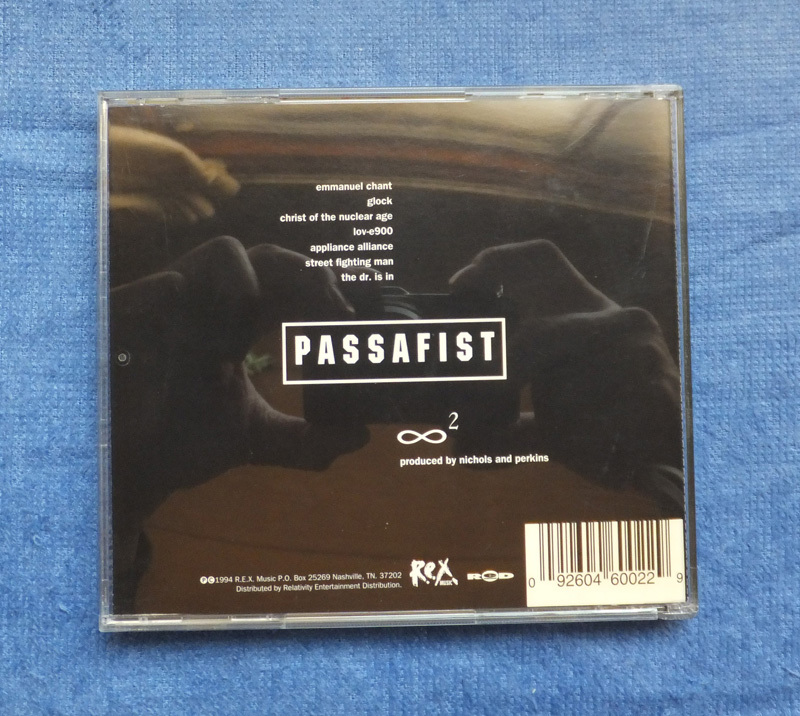 emmanuel chant
glock
christ of the nuclear age
lov-e900
appliance alliance
street fighting man
the dr. is in
PASSAFIST
∞²
produced by nichols and perkins
℗©1994 R.E.X. Music P.O. Box 25269 Nashville, TN. 37202
Distributed by Relativity Entertainment Distribution.
R.e.X MUSIC
RED
0 92604 60022 9